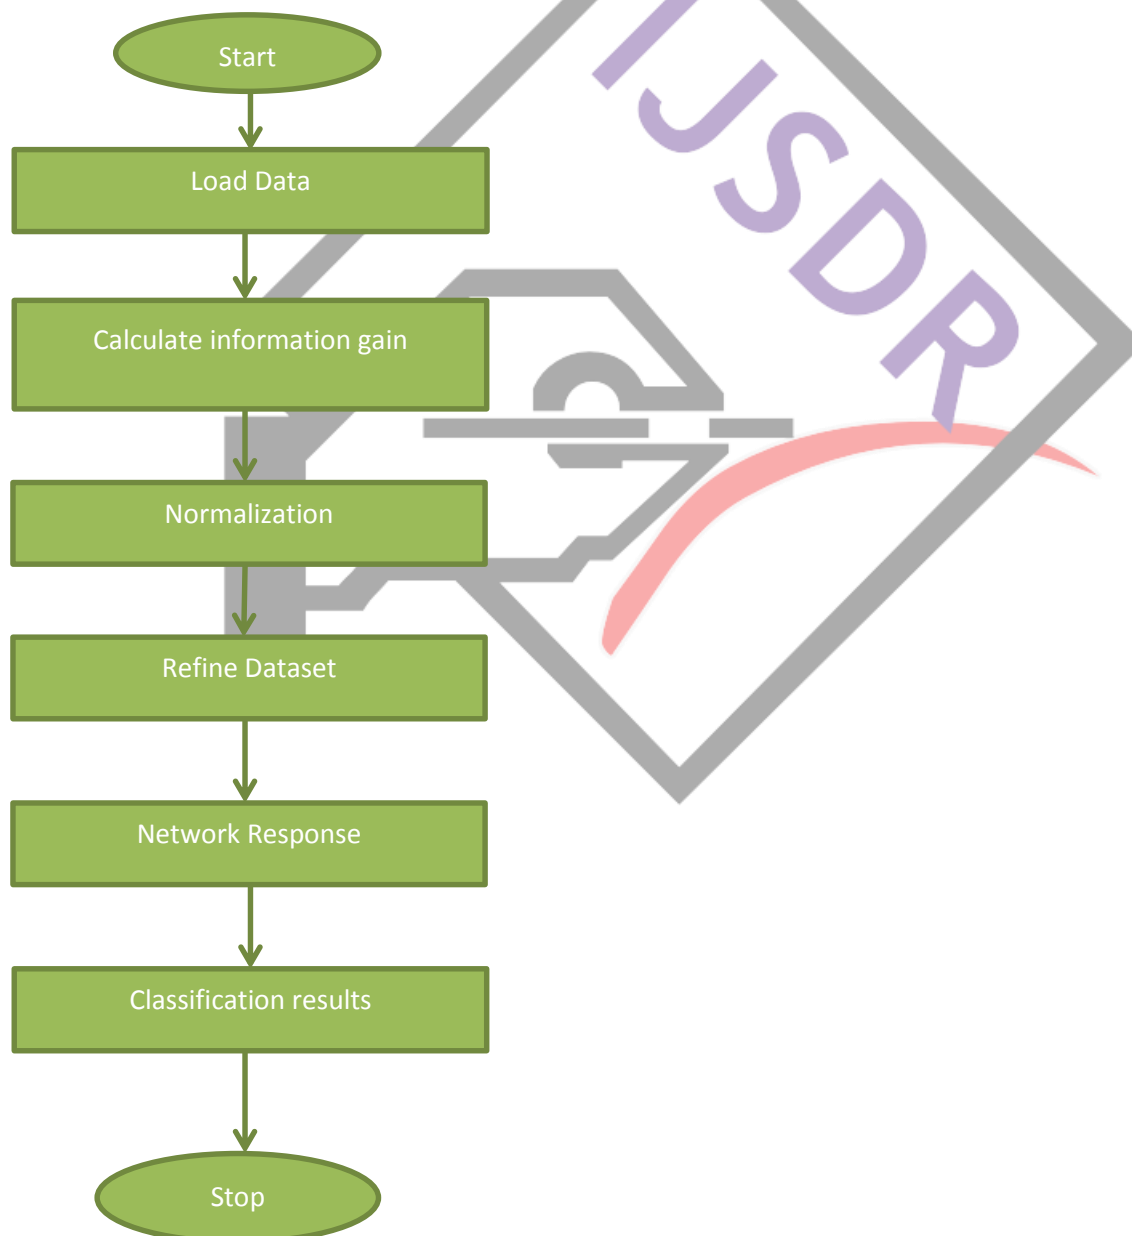 IJSDR
Start
Load Data
Calculate information gain
Normalization
Refine Dataset
Network Response
Classification results
Stop